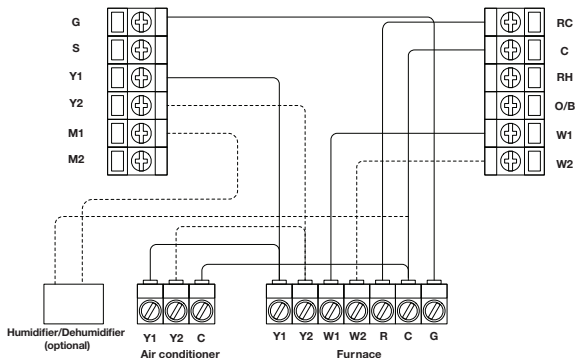 G
S
Y1
Y2
M1
M2
RC
C
RH
O/B
W1
W2
Humidifier/Dehumidifier
(optional)
Y1 Y2 C
Air conditioner
Y1 Y2 W1 W2 R C G
Furnace